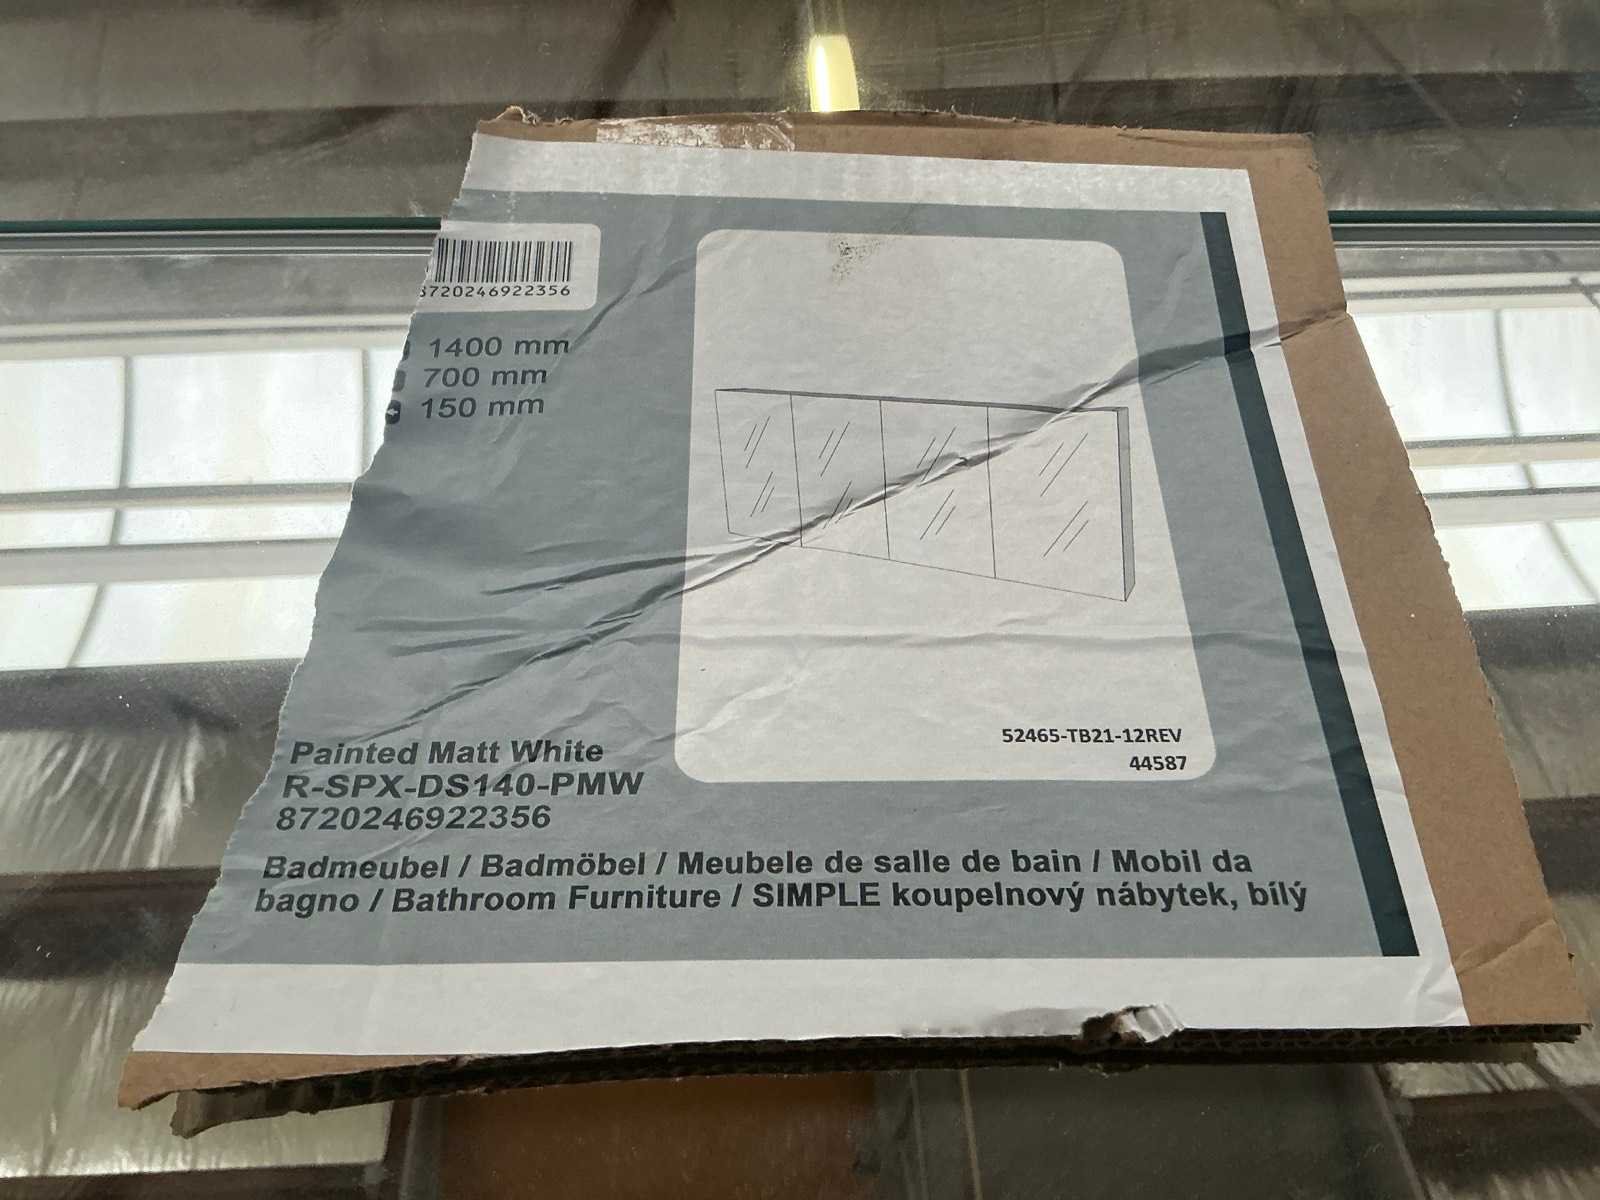 8720246922356
1400 mm
700 mm
150 mm
52465-TB21-12REV
44587
Painted Matt White
R-SPX-DS140-PMW
8720246922356
Badmeubel / Badmöbel / Meubele de salle de bain / Mobil da
bagno / Bathroom Furniture / SIMPLE koupelnový nábytek, bílý